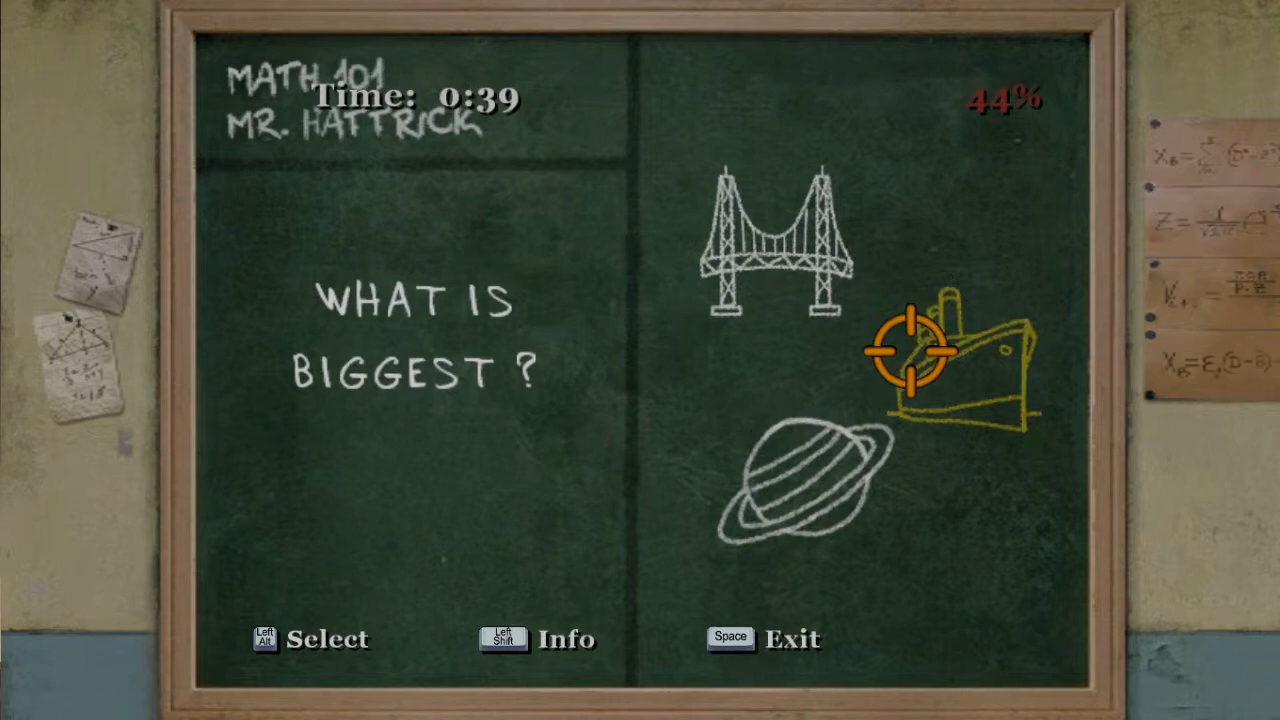 MATH 101
Time: 0:39
44%
MR. HATTRICK
WHAT IS
BIGGEST?
Left Alt Select
Left Shift Info
Space Exit